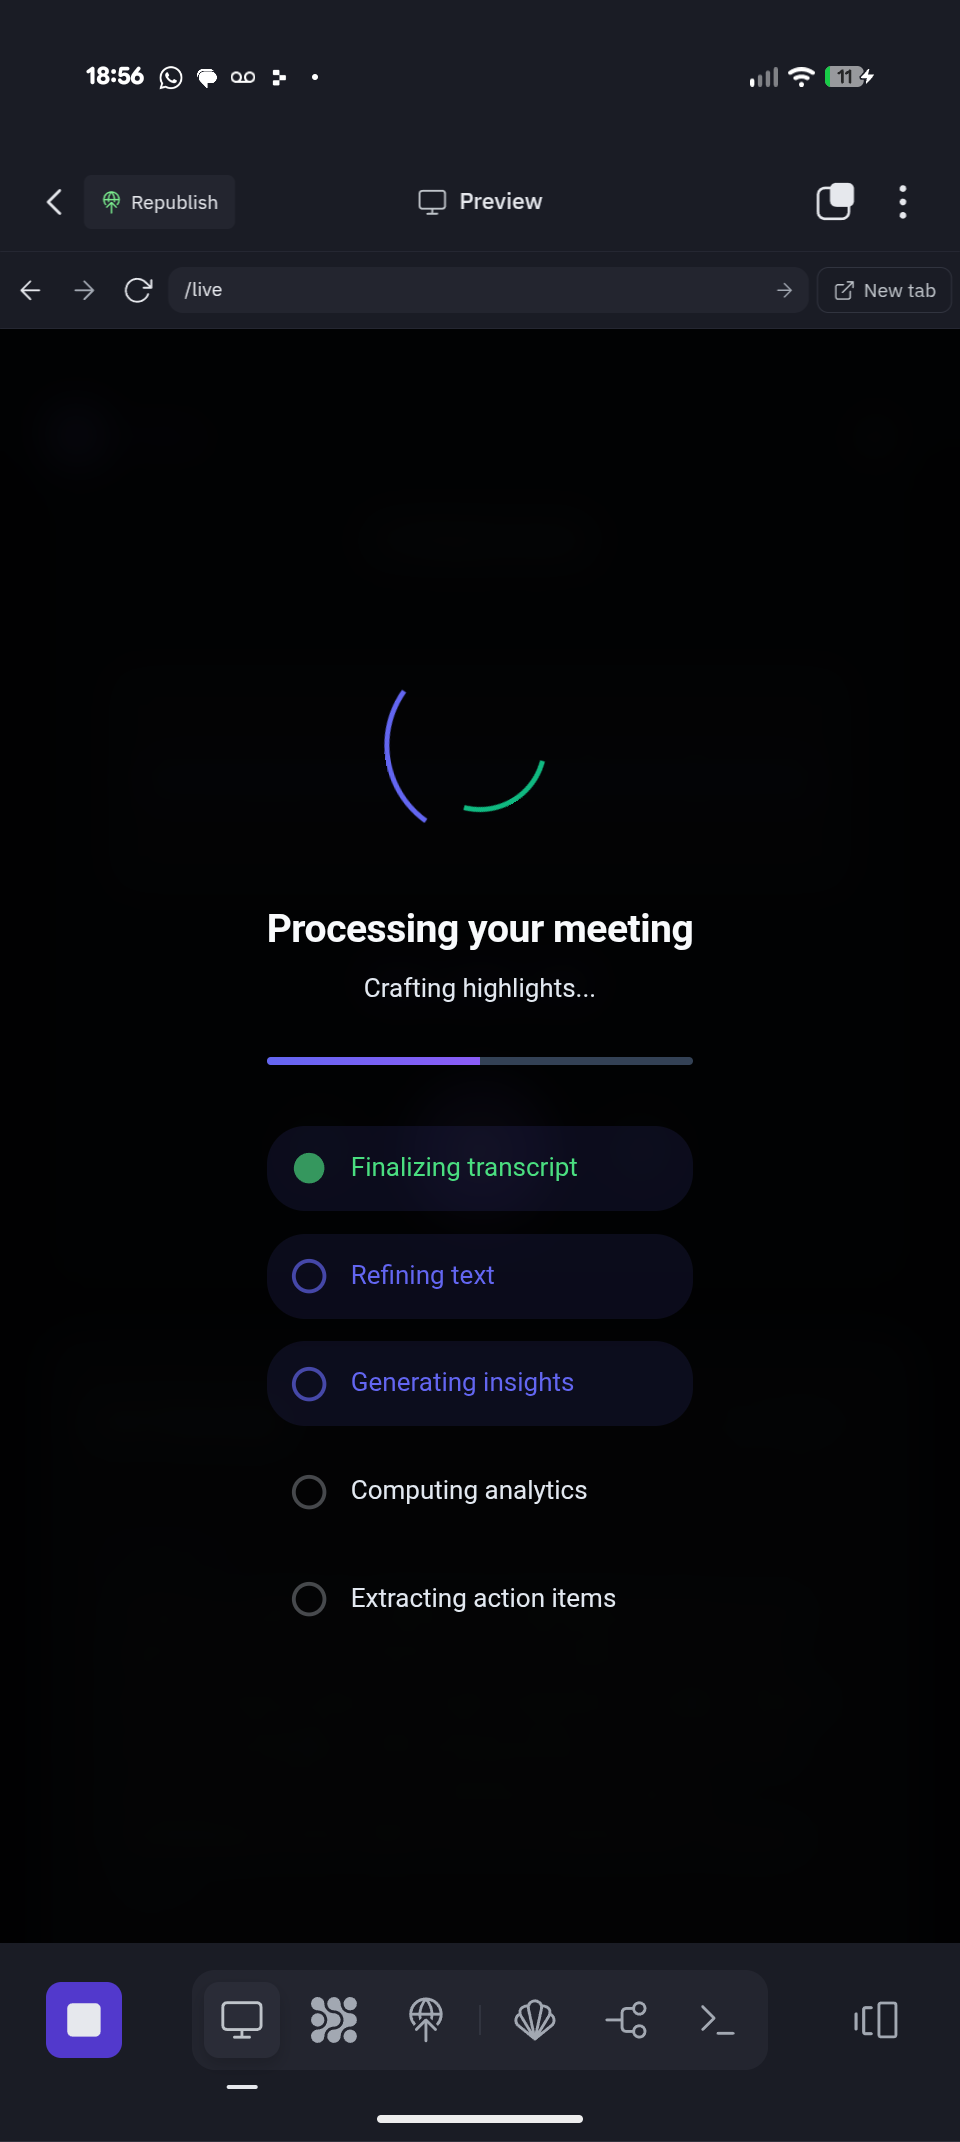 18:56
11
Republish
Preview
/live
New tab
Processing your meeting
Crafting highlights...
Finalizing transcript
Refining text
Generating insights
Computing analytics
Extracting action items